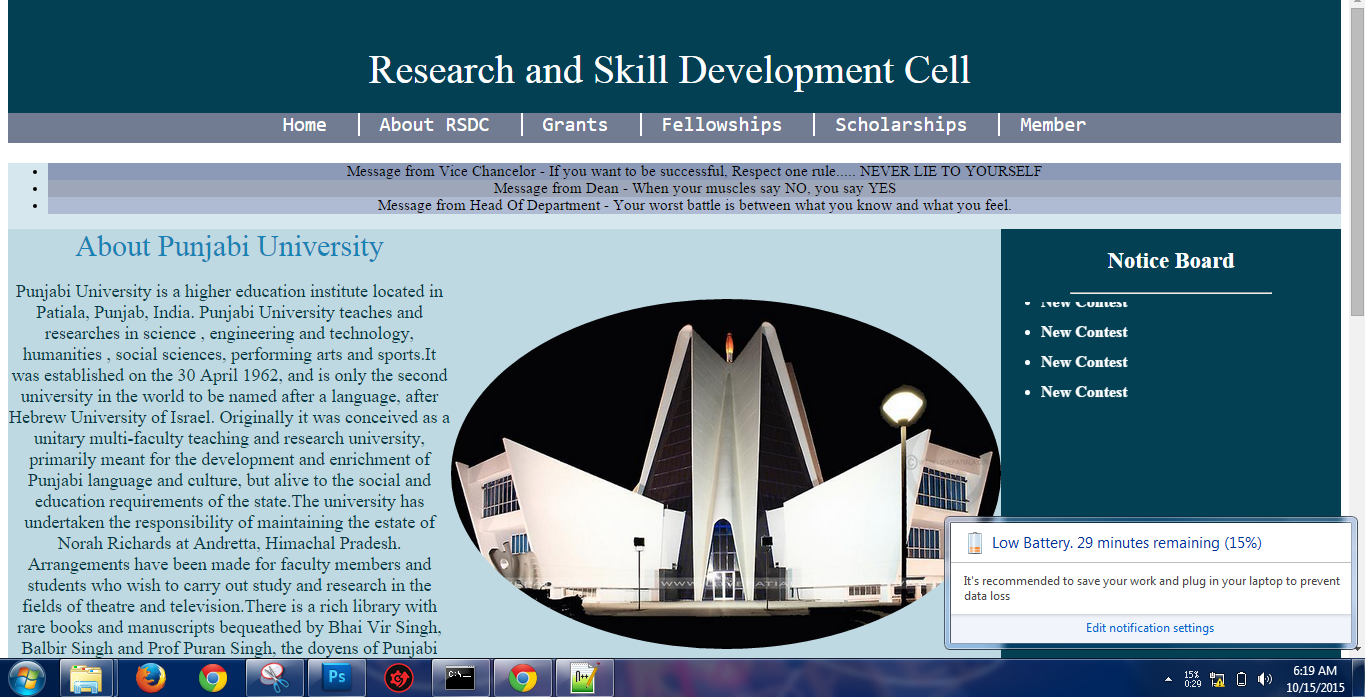 Research and Skill Development Cell
Home
About RSDC
Grants
Fellowships
Scholarships
Member
Message from Vice Chancelor - If you want to be successful, Respect one rule..... NEVER LIE TO YOURSELF
Message from Dean - When your muscles say NO, you say YES
Message from Head Of Department - Your worst battle is between what you know and what you feel.
About Punjabi University
Punjabi University is a higher education institute located in
Patiala, Punjab, India. Punjabi University teaches and
researches in science , engineering and technology,
humanities , social sciences, performing arts and sports.It
was established on the 30 April 1962, and is only the second
university in the world to be named after a language, after
Hebrew University of Israel. Originally it was conceived as a
unitary multi-faculty teaching and research university,
primarily meant for the development and enrichment of
Punjabi language and culture, but alive to the social and
education requirements of the state.The university has
undertaken the responsibility of maintaining the estate of
Norah Richards at Andretta, Himachal Pradesh.
Arrangements have been made for faculty members and
students who wish to carry out study and research in the
fields of theatre and television.There is a rich library with
rare books and manuscripts bequeathed by Bhai Vir Singh,
Balbir Singh and Prof Puran Singh, the doyens of Punjabi
Notice Board
New Contest
New Contest
New Contest
New Contest
Low Battery. 29 minutes remaining (15%)
It's recommended to save your work and plug in your laptop to prevent
data loss
Edit notification settings
Ps
C:\
15%
0:29
6:19 AM
10/15/2015